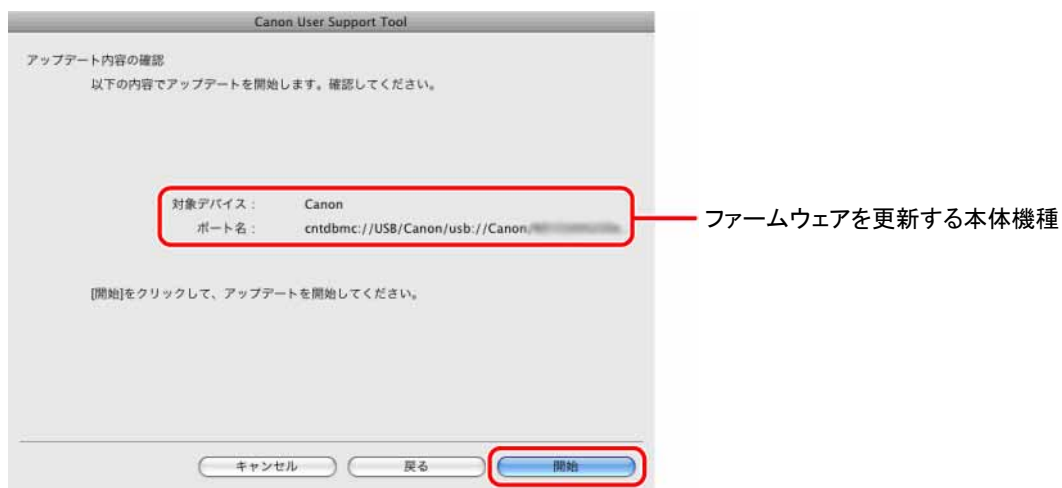 Canon User Support Tool
アップデート内容の確認
以下の内容でアップデートを開始します。確認してください。
対象デバイス： Canon
ポート名： cntdbmc://USB/Canon/usb://Canon/
ファームウェアを更新する本体機種
[開始]をクリックして、アップデートを開始してください。
キャンセル 戻る 開始